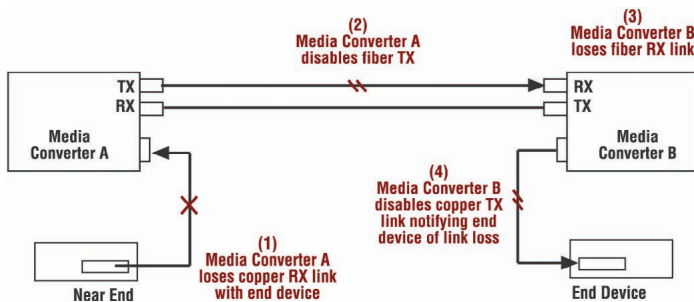 (2)
Media Converter A
disables fiber TX
(3)
Media Converter B
loses fiber RX link
TX
RX
Media
Converter A
RX
TX
Media
Converter B
(4)
Media Converter B
disables copper TX
link notifying end
device of link loss
(1)
Media Converter A
loses copper RX link
with end device
Near End
End Device